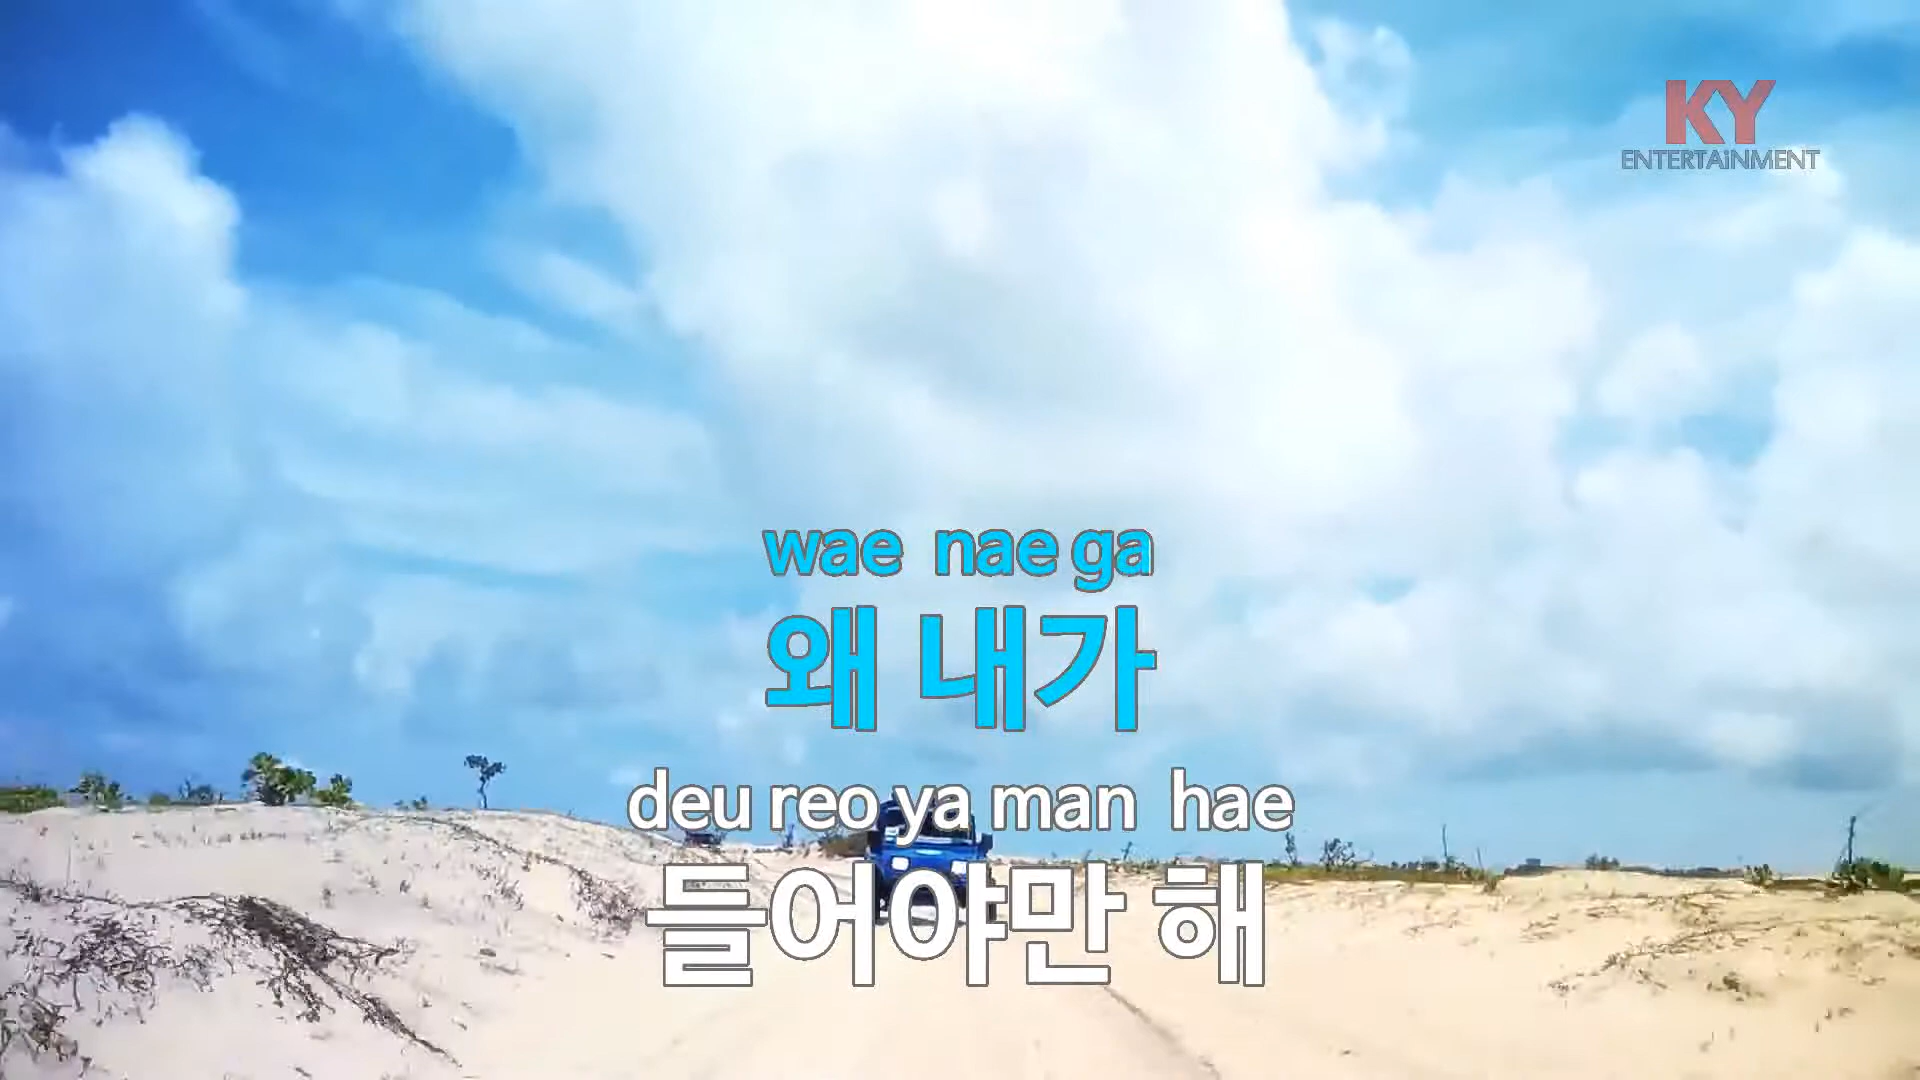 KY
ENTERTAiNMENT
wae nae ga
왜 내가
deu reo ya man hae
들어야만 해